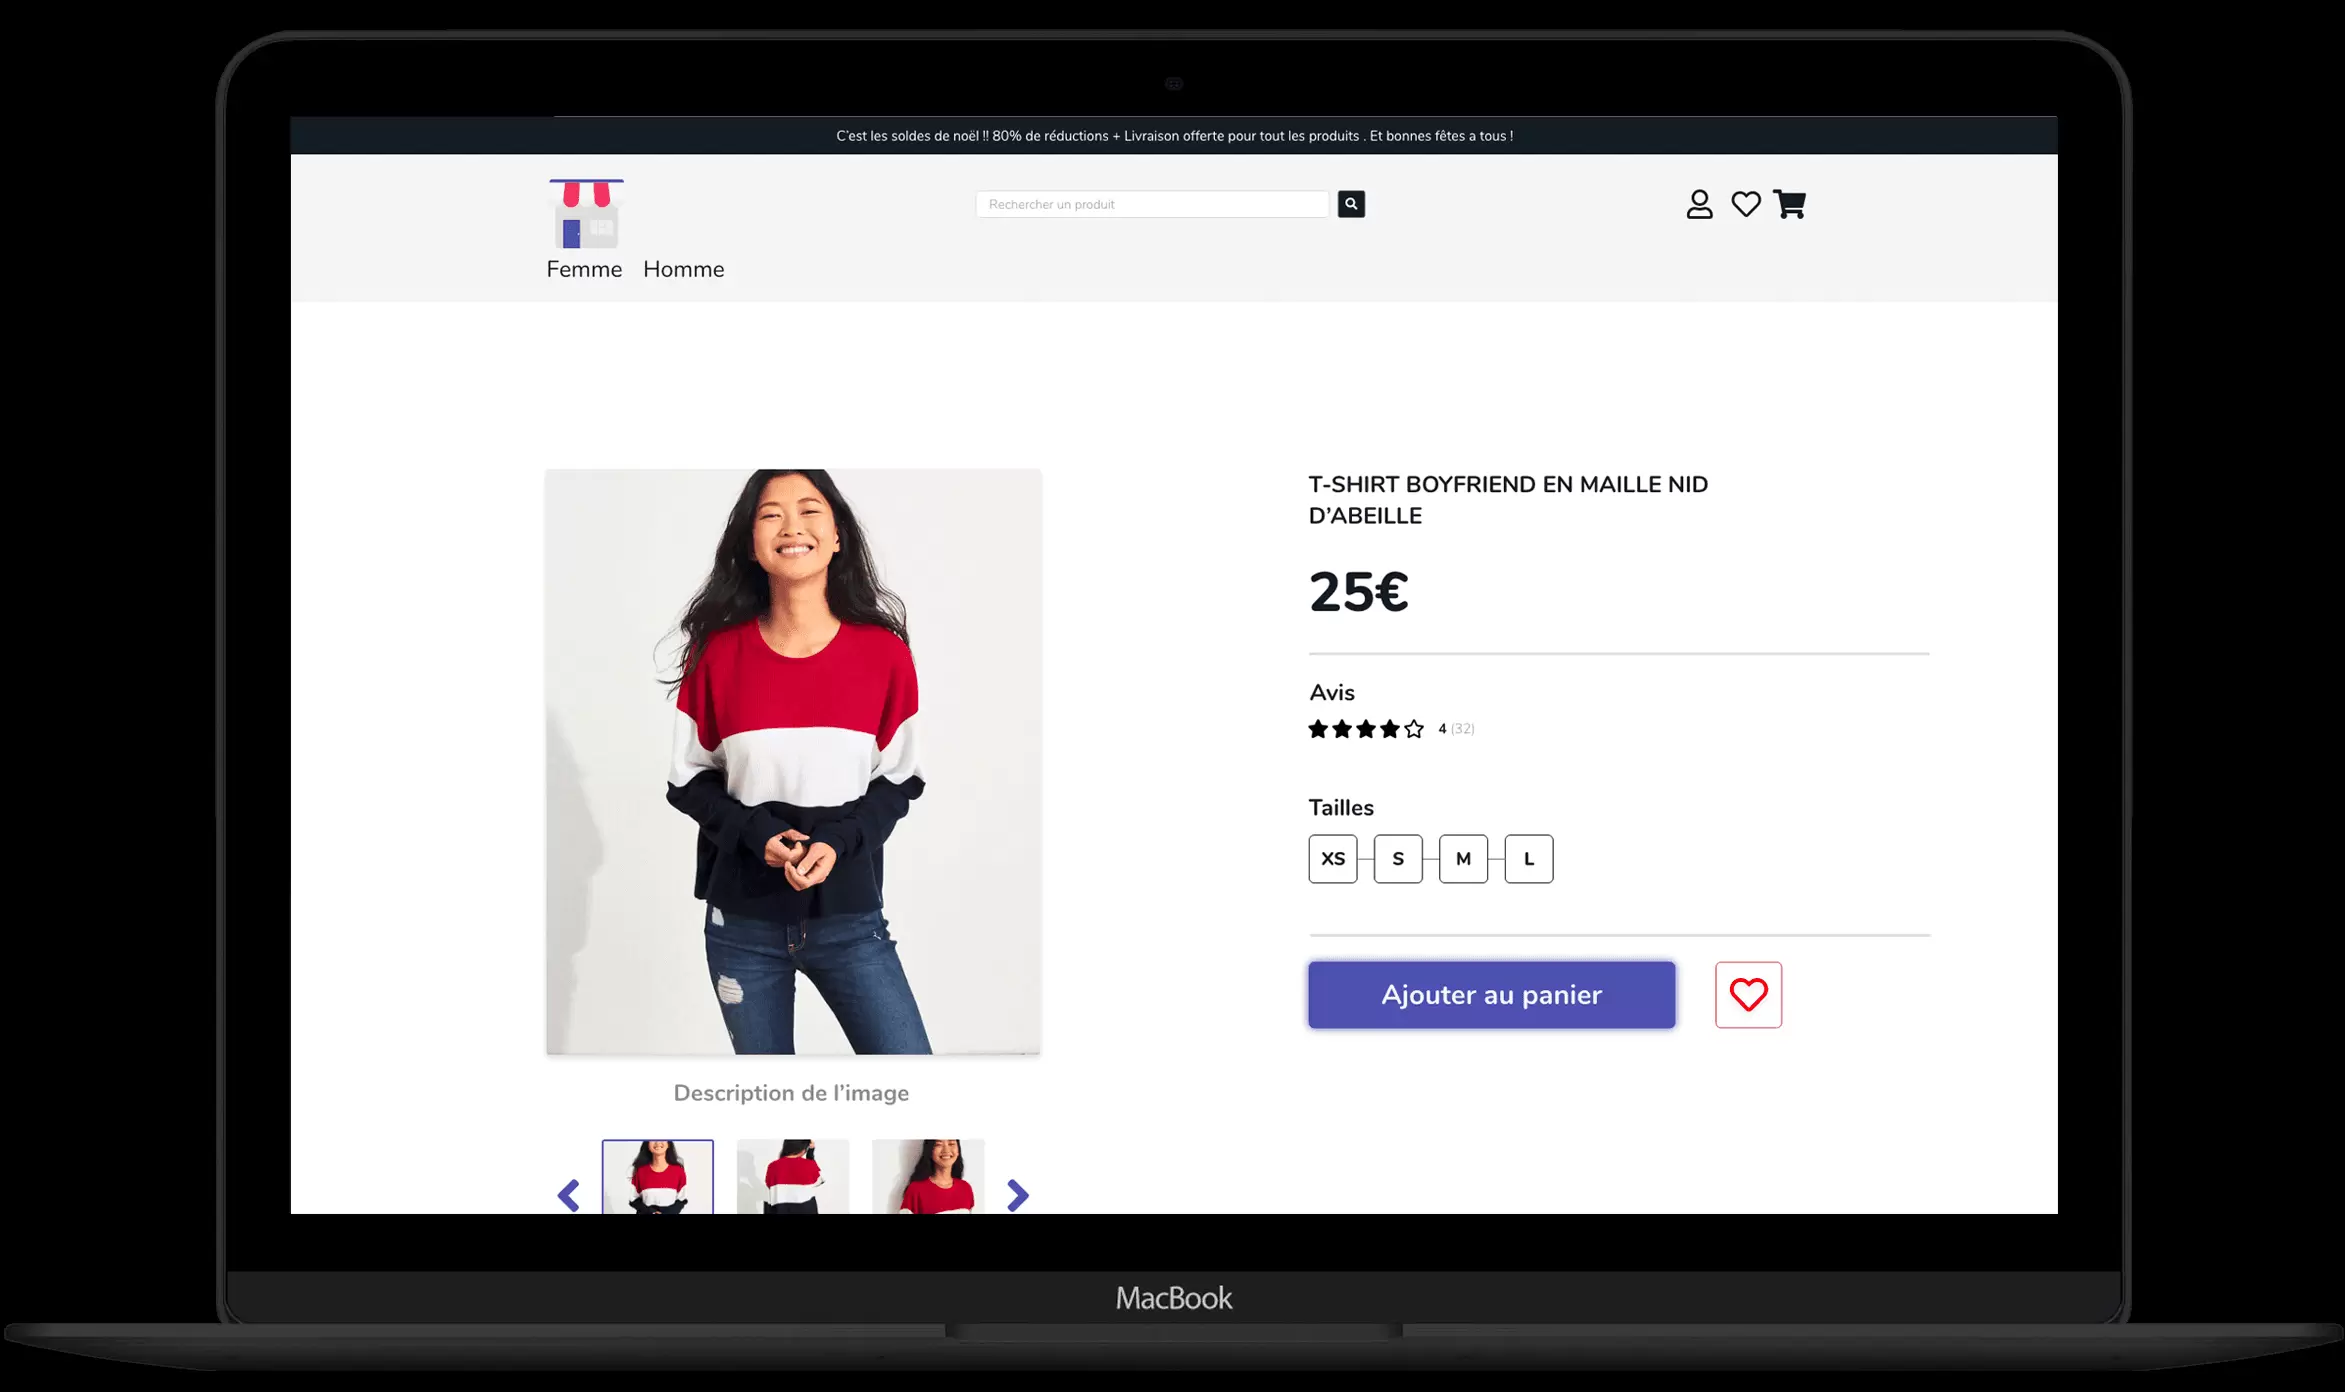 C'est les soldes de noël !! 80% de réductions + Livraison offerte pour tout les produits . Et bonnes fêtes a tous !
Rechercher un produit
Femme Homme
T-SHIRT BOYFRIEND EN MAILLE NID
D'ABEILLE
25€
Avis
4 (32)
Tailles
XS S M L
Ajouter au panier
Description de l'image
MacBook